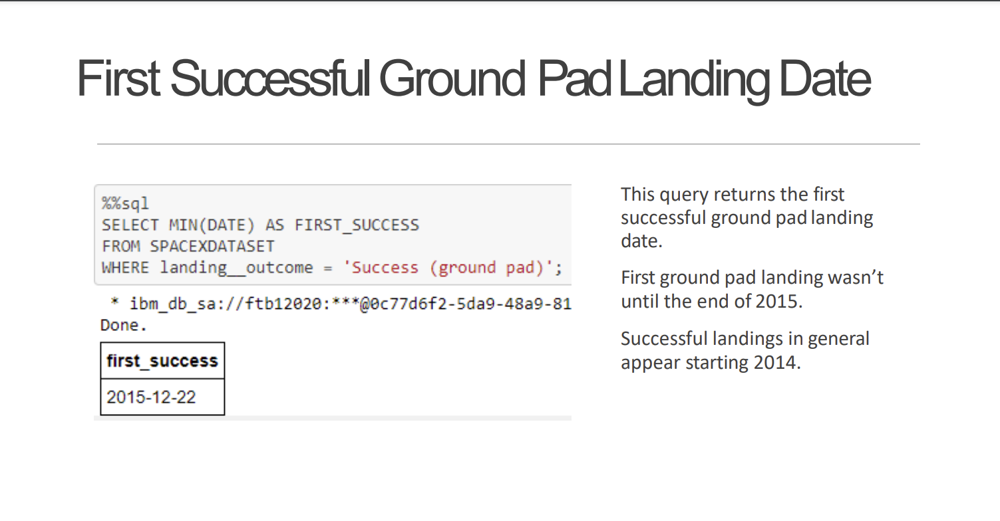 First Successful Ground Pad Landing Date
%%sql
SELECT MIN(DATE) AS FIRST_SUCCESS
FROM SPACEXDATASET
WHERE landing__outcome = 'Success (ground pad)';
* ibm_db_sa://ftb12020:***@0c77d6f2-5da9-48a9-81
Done.
first_success
2015-12-22
This query returns the first
successful ground pad landing
date.
First ground pad landing wasn’t
until the end of 2015.
Successful landings in general
appear starting 2014.